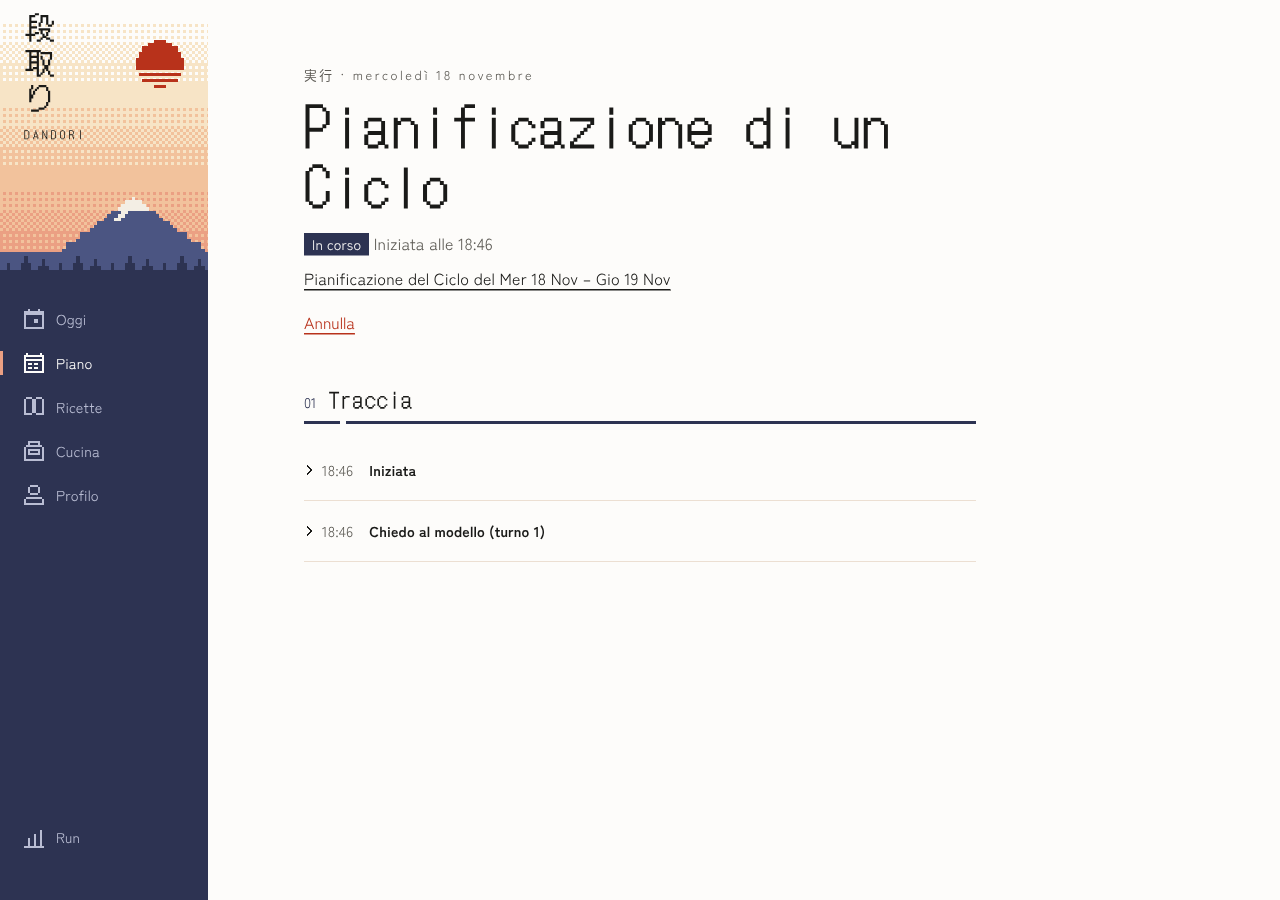 段取り
DANDORI
Oggi
Piano
Ricette
Cucina
Profilo
Run
実行 · mercoledì 18 novembre
Pianificazione di un
Ciclo
In corso Iniziata alle 18:46
Pianificazione del Ciclo del Mer 18 Nov – Gio 19 Nov
Annulla
01 Traccia
18:46 Iniziata
18:46 Chiedo al modello (turno 1)